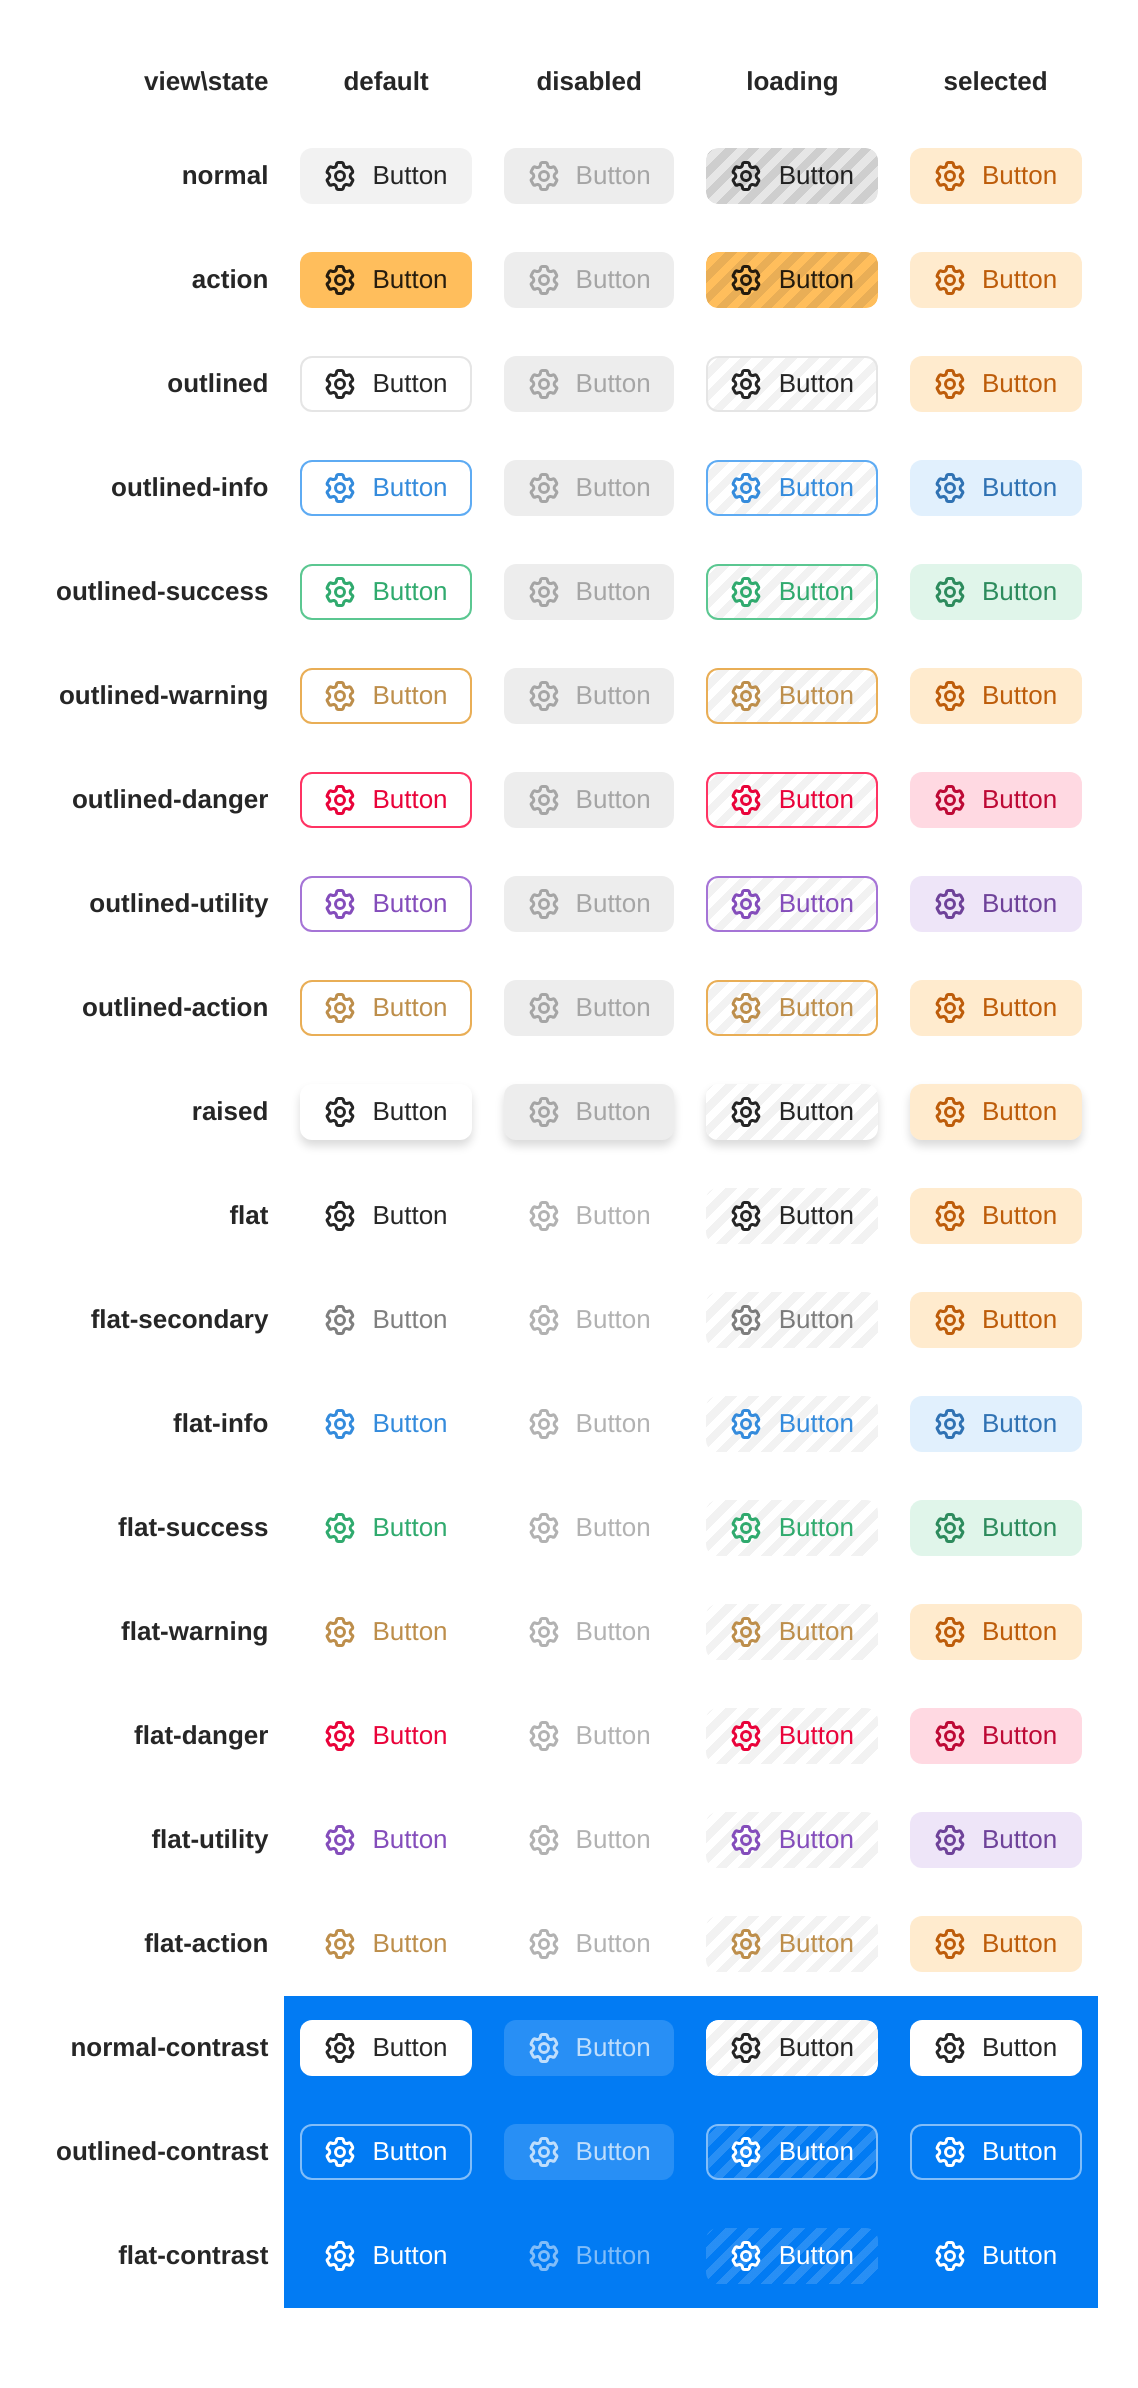 view\state default disabled loading selected
normal Button Button Button Button
action Button Button Button Button
outlined Button Button Button Button
outlined-info Button Button Button Button
outlined-success Button Button Button Button
outlined-warning Button Button Button Button
outlined-danger Button Button Button Button
outlined-utility Button Button Button Button
outlined-action Button Button Button Button
raised Button Button Button Button
flat Button Button Button Button
flat-secondary Button Button Button Button
flat-info Button Button Button Button
flat-success Button Button Button Button
flat-warning Button Button Button Button
flat-danger Button Button Button Button
flat-utility Button Button Button Button
flat-action Button Button Button Button
normal-contrast Button Button Button Button
outlined-contrast Button Button Button Button
flat-contrast Button Button Button Button